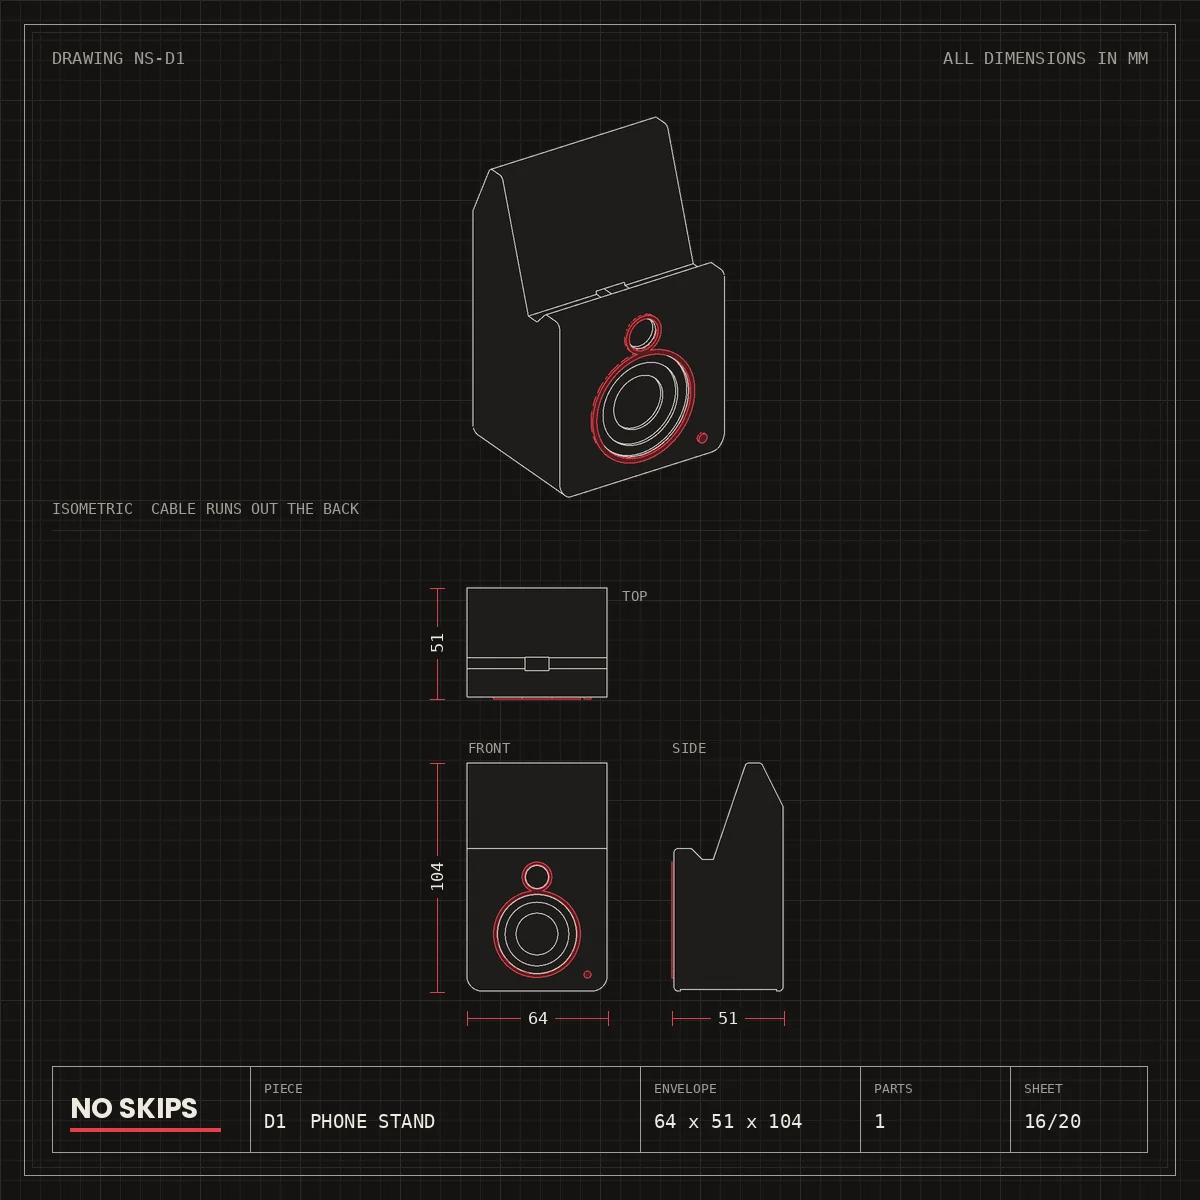 DRAWING NS-D1
ALL DIMENSIONS IN MM
ISOMETRIC  CABLE RUNS OUT THE BACK
TOP
51
FRONT
SIDE
104
64
51
NO SKIPS
PIECE
D1  PHONE STAND
ENVELOPE
64 x 51 x 104
PARTS
1
SHEET
16/20